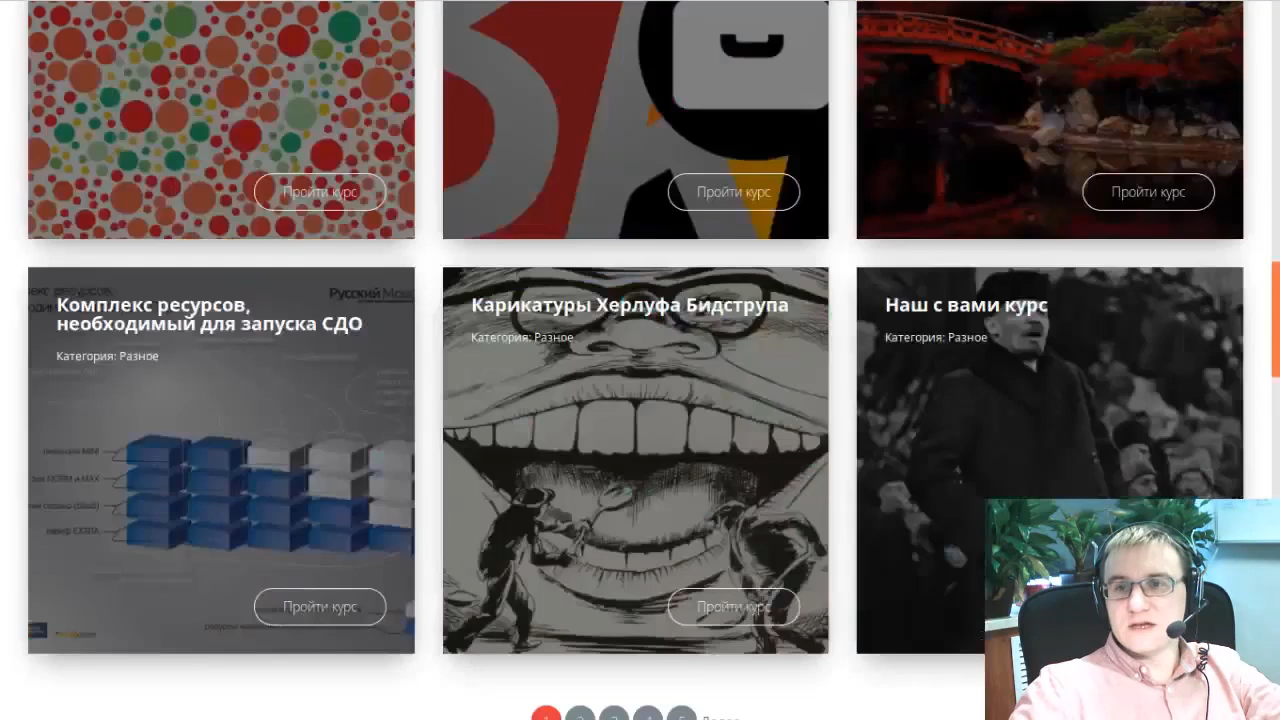 Пройти курс
Пройти курс
Пройти курс
Комплекс ресурсов,
необходимый для запуска СДО
Категория: Разное
Пройти курс
Карикатуры Херлуфа Бидструпа
Категория: Разное
Пройти курс
Наш с вами курс
Категория: Разное